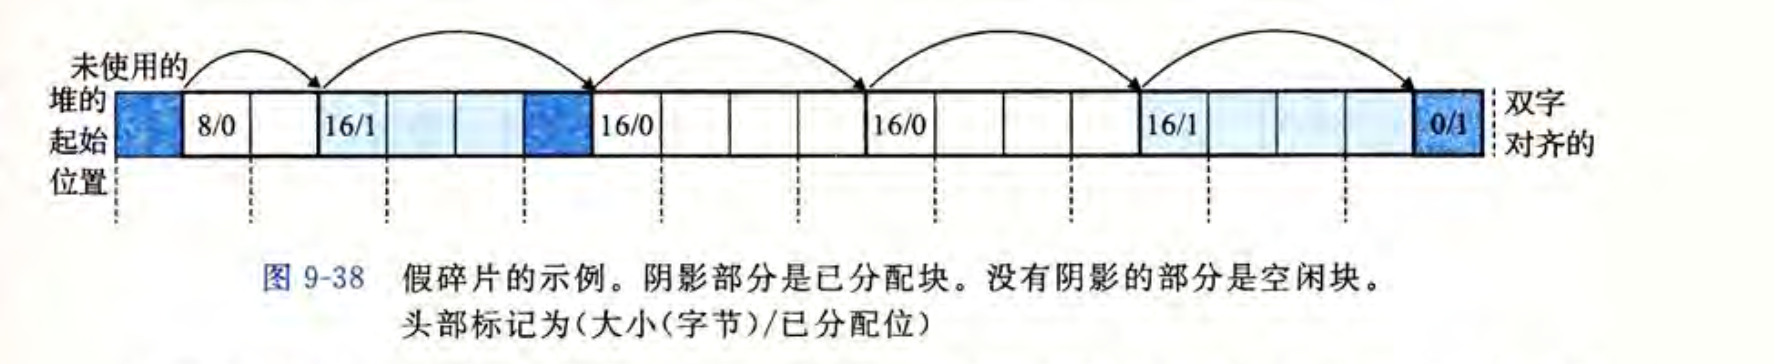 未使用的
堆的
起始
位置
8/0
16/1
16/0
16/0
16/1
0/1
双字
对齐的
图 9-38 假碎片的示例。阴影部分是已分配块。没有阴影的部分是空闲块。
头部标记为(大小(字节)/已分配位)